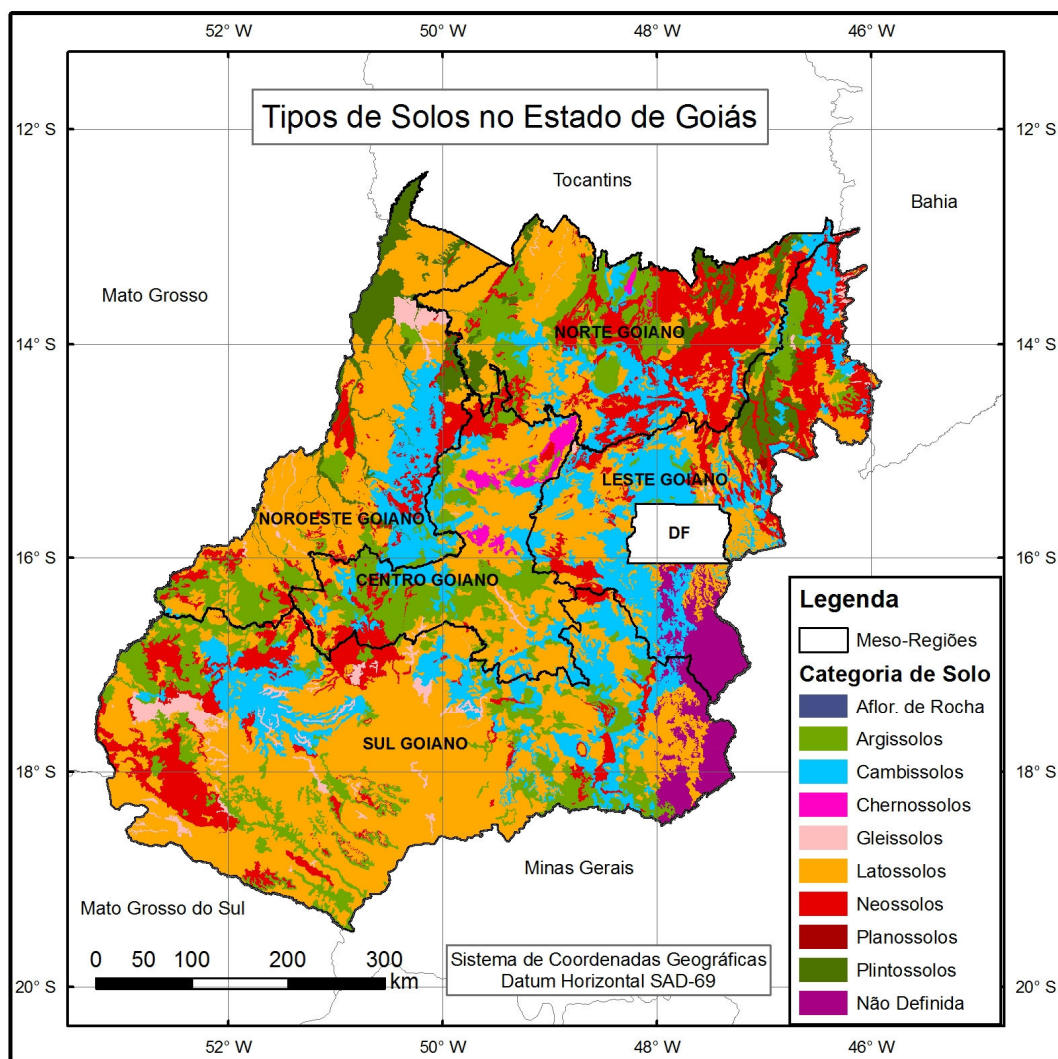 52° W 50° W 48° W 46° W
Tipos de Solos no Estado de Goiás
12° S 12° S
Tocantins
Bahia
Mato Grosso
NORTE GOIANO
14° S 14° S
LESTE GOIANO
NOROESTE GOIANO
DF
16° S 16° S
CENTRO GOIANO
SUL GOIANO
18° S 18° S
Minas Gerais
Mato Grosso do Sul
Legenda
Meso-Regiões
Categoria de Solo
Aflor. de Rocha
Argissolos
Cambissolos
Chernossolos
Gleissolos
Latossolos
Neossolos
Planossolos
Plintossolos
Não Definida
0 50 100 200 300
km
Sistema de Coordenadas Geográficas
Datum Horizontal SAD-69
20° S 20° S
52° W 50° W 48° W 46° W